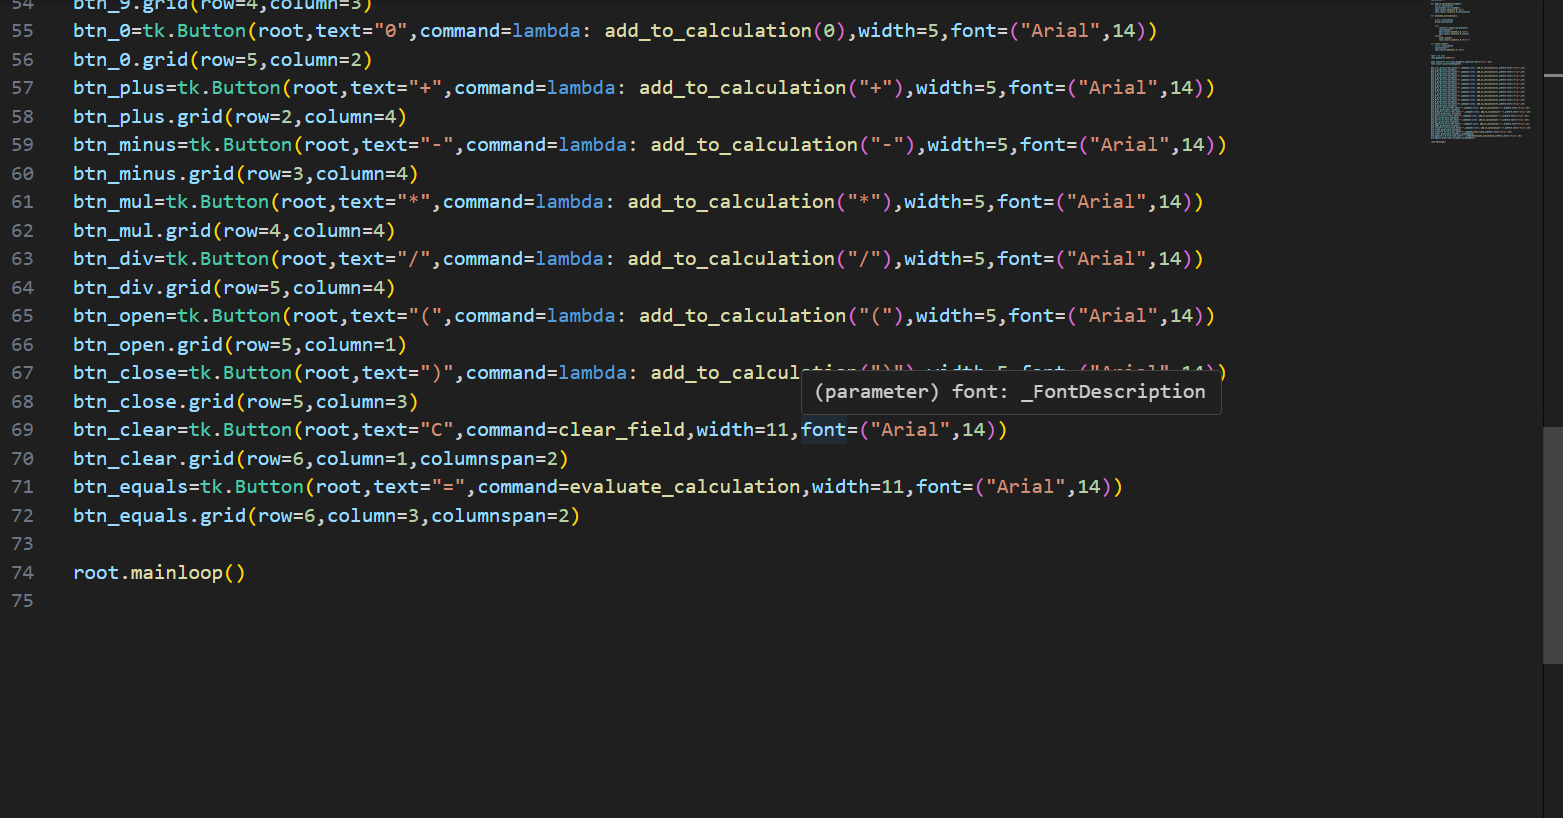 54 btn_9.grid(row=4,column=3)
55 btn_0=tk.Button(root,text="0",command=lambda: add_to_calculation(0),width=5,font=("Arial",14))
56 btn_0.grid(row=5,column=2)
57 btn_plus=tk.Button(root,text="+",command=lambda: add_to_calculation("+"),width=5,font=("Arial",14))
58 btn_plus.grid(row=2,column=4)
59 btn_minus=tk.Button(root,text="-",command=lambda: add_to_calculation("-"),width=5,font=("Arial",14))
60 btn_minus.grid(row=3,column=4)
61 btn_mul=tk.Button(root,text="*",command=lambda: add_to_calculation("*"),width=5,font=("Arial",14))
62 btn_mul.grid(row=4,column=4)
63 btn_div=tk.Button(root,text="/",command=lambda: add_to_calculation("/"),width=5,font=("Arial",14))
64 btn_div.grid(row=5,column=4)
65 btn_open=tk.Button(root,text="(",command=lambda: add_to_calculation("("),width=5,font=("Arial",14))
66 btn_open.grid(row=5,column=1)
67 btn_close=tk.Button(root,text=")",command=lambda: add_to_calculation(")"),width=5,font=("Arial",14))
(parameter) font: _FontDescription
68 btn_close.grid(row=5,column=3)
69 btn_clear=tk.Button(root,text="C",command=clear_field,width=11,font=("Arial",14))
70 btn_clear.grid(row=6,column=1,columnspan=2)
71 btn_equals=tk.Button(root,text="=",command=evaluate_calculation,width=11,font=("Arial",14))
72 btn_equals.grid(row=6,column=3,columnspan=2)
73
74 root.mainloop()
75